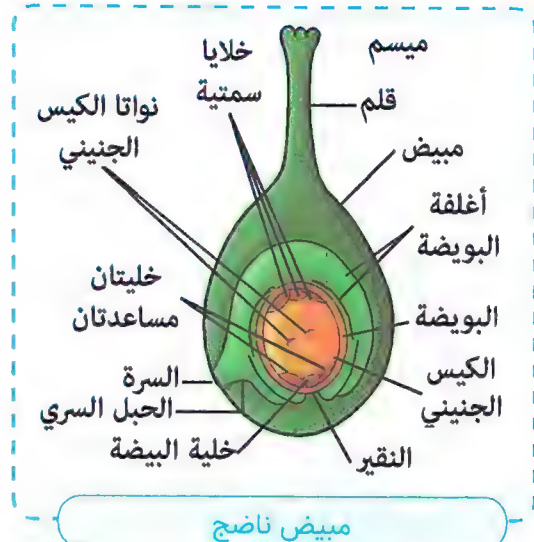 ميسم
خلايا
سمتية
قلم
نواتا الكيس
الجنيني
مبيض
أغلفة
البويضة
خليتان
مساعدتان
البويضة
الكيس
الجنيني
السرة
الحبل السري
خلية البيضة
النقير
مبيض ناضج